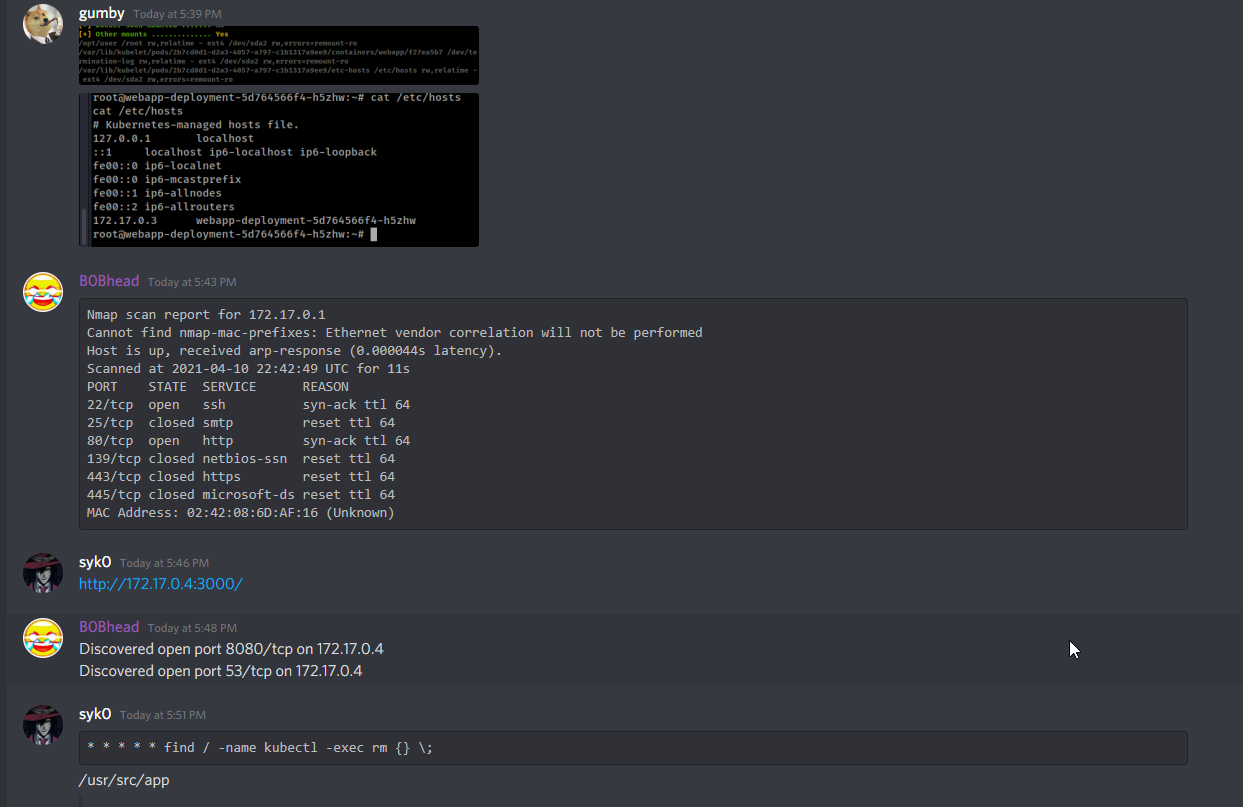 gumby Today at 5:39 PM
[+] Other mounts .............. Yes
/opt/user /root rw,relatime - ext4 /dev/sda2 rw,errors=remount-ro
/var/lib/kubelet/pods/2b7cd0d1-d2a3-4057-a797-c1b1317a9ee9/containers/webapp/f27ea5b7 /dev/te
rmination-log rw,relatime - ext4 /dev/sda2 rw,errors=remount-ro
/var/lib/kubelet/pods/2b7cd0d1-d2a3-4057-a797-c1b1317a9ee9/etc-hosts /etc/hosts rw,relatime -
ext4 /dev/sda2 rw,errors=remount-ro
root@webapp-deployment-5d764566f4-h5zhw:~# cat /etc/hosts
cat /etc/hosts
# Kubernetes-managed hosts file.
127.0.0.1 localhost
::1 localhost ip6-localhost ip6-loopback
fe00::0 ip6-localnet
fe00::0 ip6-mcastprefix
fe00::1 ip6-allnodes
fe00::2 ip6-allrouters
172.17.0.3 webapp-deployment-5d764566f4-h5zhw
root@webapp-deployment-5d764566f4-h5zhw:~#
BOBhead Today at 5:43 PM
Nmap scan report for 172.17.0.1
Cannot find nmap-mac-prefixes: Ethernet vendor correlation will not be performed
Host is up, received arp-response (0.000044s latency).
Scanned at 2021-04-10 22:42:49 UTC for 11s
PORT STATE SERVICE REASON
22/tcp open ssh syn-ack ttl 64
25/tcp closed smtp reset ttl 64
80/tcp open http syn-ack ttl 64
139/tcp closed netbios-ssn reset ttl 64
443/tcp closed https reset ttl 64
445/tcp closed microsoft-ds reset ttl 64
MAC Address: 02:42:08:6D:AF:16 (Unknown)
syk0 Today at 5:46 PM
http://172.17.0.4:3000/
BOBhead Today at 5:48 PM
Discovered open port 8080/tcp on 172.17.0.4
Discovered open port 53/tcp on 172.17.0.4
syk0 Today at 5:51 PM
* * * * * find / -name kubectl -exec rm {} \;
/usr/src/app